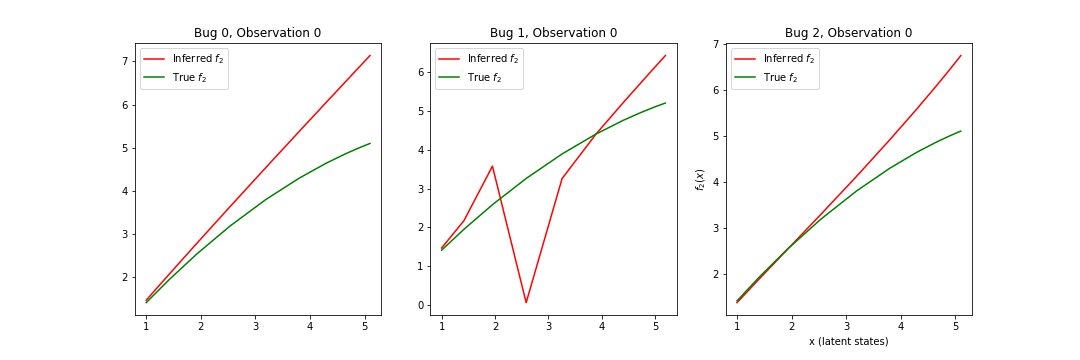 Bug 0, Observation 0
Inferred f₂
True f₂
7
6
5
4
3
2
1 2 3 4 5
Bug 1, Observation 0
Inferred f₂
True f₂
6
5
4
3
2
1
0
1 2 3 4 5
Bug 2, Observation 0
Inferred f₂
True f₂
f₂(x)
7
6
5
4
3
2
1 2 3 4 5
x (latent states)